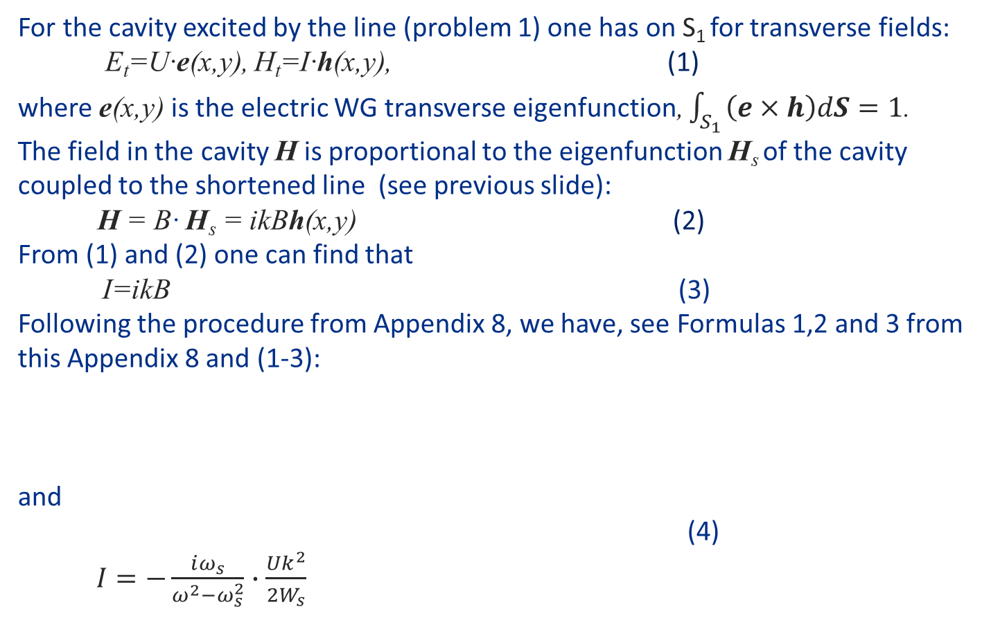 For the cavity excited by the line (problem 1) one has on S₁ for transverse fields:
Eₜ=U·e(x,y), Hₜ=I·h(x,y), (1)
where e(x,y) is the electric WG transverse eigenfunction, ∫_{S₁} (e × h)dS = 1.
The field in the cavity H is proportional to the eigenfunction Hₛ of the cavity
coupled to the shortened line (see previous slide):
H = B· Hₛ = ikBh(x,y) (2)
From (1) and (2) one can find that
I=ikB (3)
Following the procedure from Appendix 8, we have, see Formulas 1,2 and 3 from
this Appendix 8 and (1-3):
and
(4)
I = − iωₛ/(ω²−ωₛ²) · Uk²/(2Wₛ)